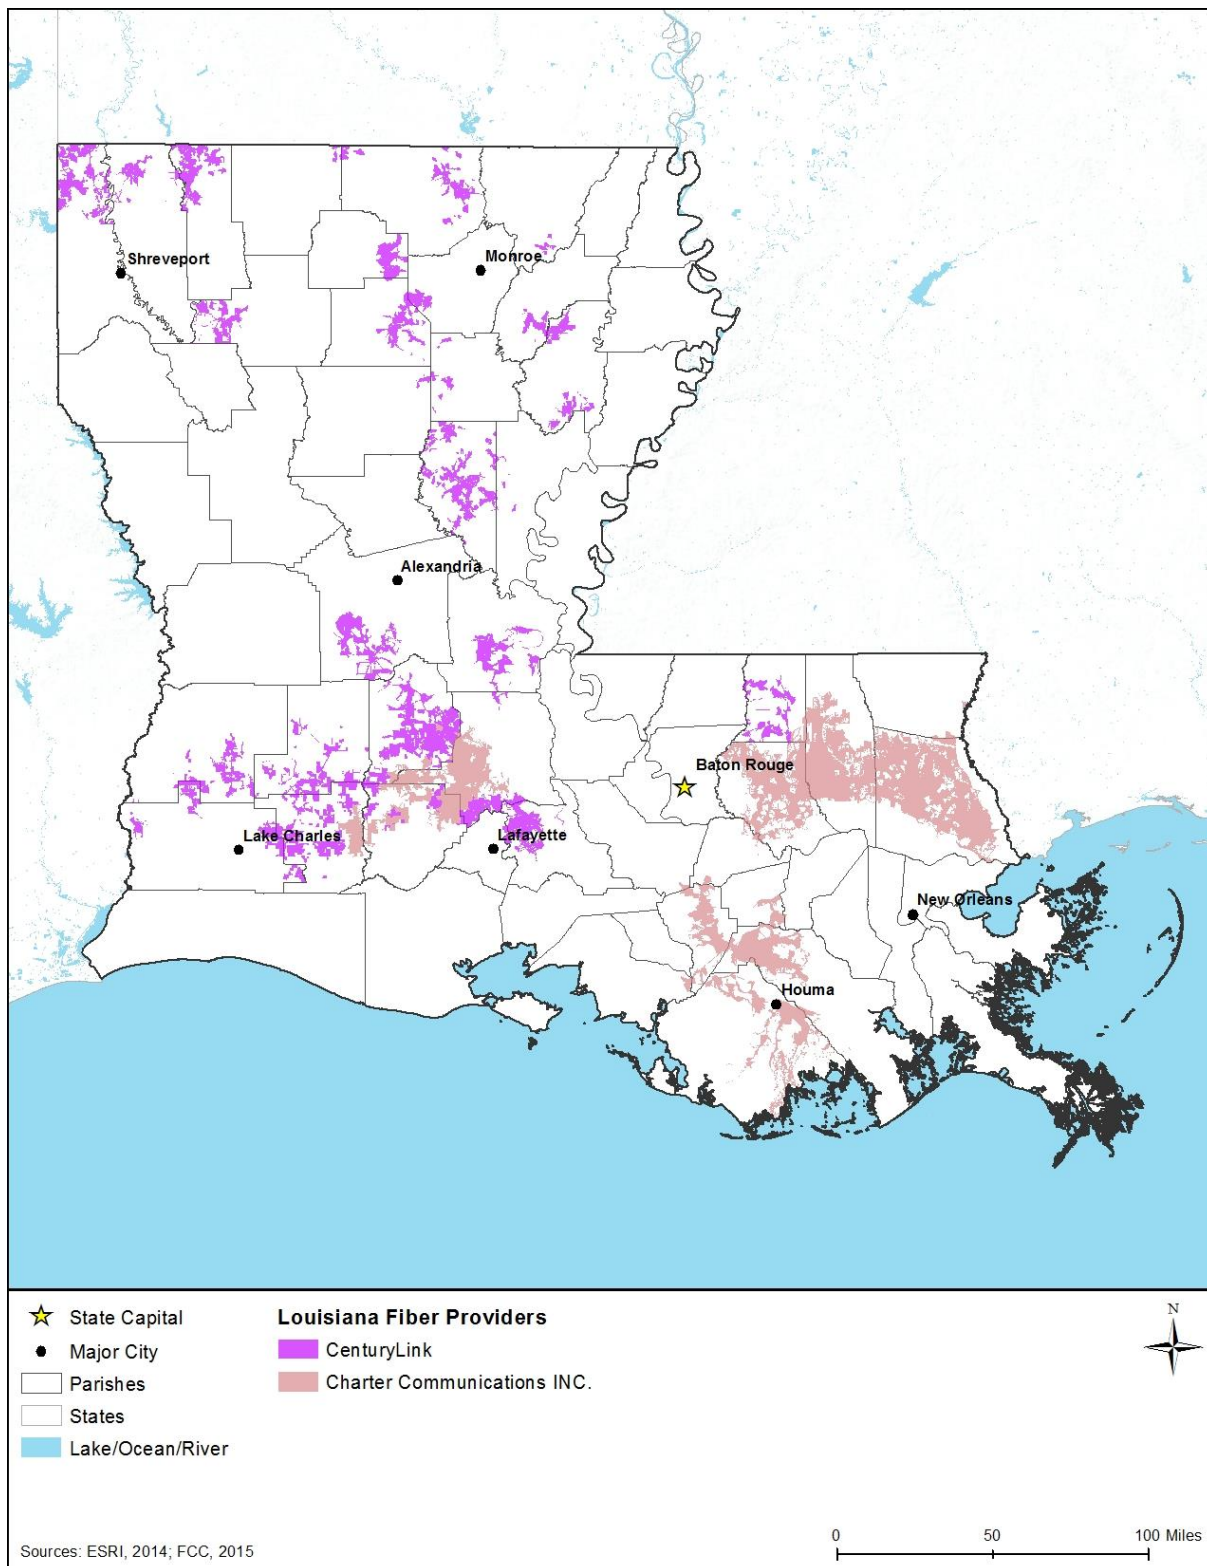 Shreveport
Monroe
Alexandria
Baton Rouge
Lake Charles
Lafayette
New Orleans
Houma
State Capital
Major City
Parishes
States
Lake/Ocean/River
Louisiana Fiber Providers
CenturyLink
Charter Communications INC.
N
Sources: ESRI, 2014; FCC, 2015
0 50 100 Miles